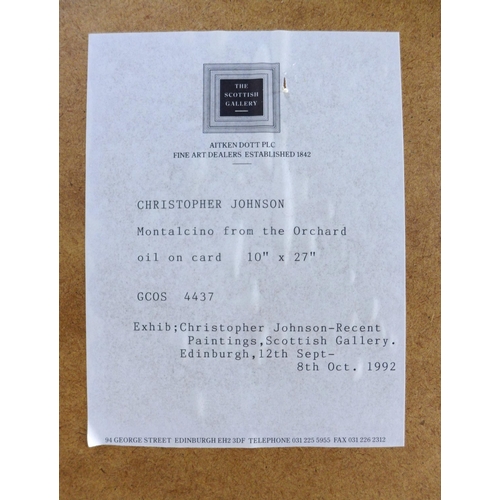 THE
SCOTTISH
GALLERY
AITKEN DOTT PLC
FINE ART DEALERS ESTABLISHED 1842
CHRISTOPHER JOHNSON
Montalcino from the Orchard
oil on card 10" x 27"
GCOS 4437
Exhib;Christopher Johnson-Recent
Paintings,Scottish Gallery.
Edinburgh,12th Sept-
8th Oct. 1992
94 GEORGE STREET EDINBURGH EH2 3DF TELEPHONE 031 225 5955 FAX 031 226 2312